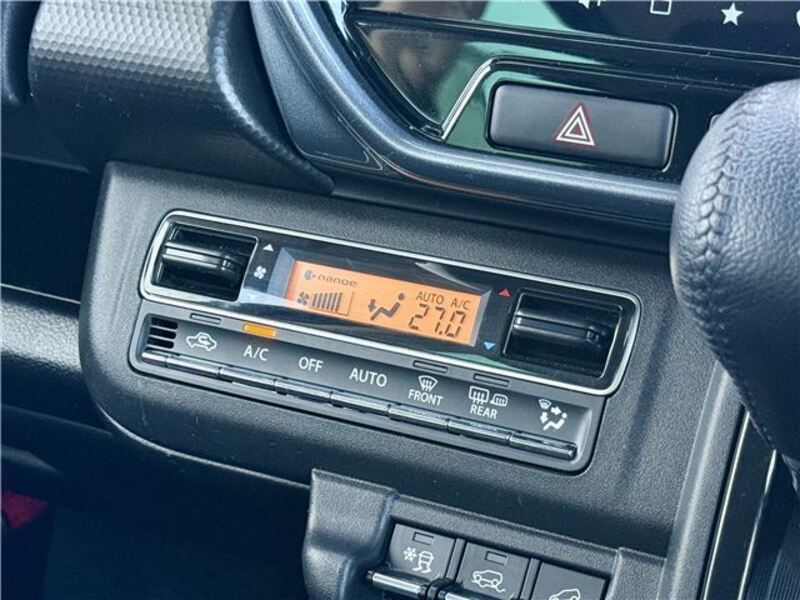 nanoe
AUTO A/C
27.0
A/C
OFF
AUTO
FRONT
REAR